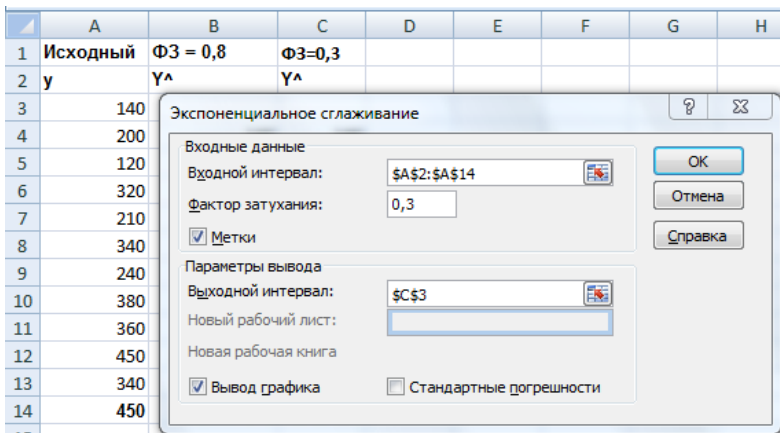 A B C D E F G H
1 Исходный ФЗ = 0,8 ФЗ=0,3
2 y Y^ Y^
3 140
4 200
5 120
6 320
7 210
8 340
9 240
10 380
11 360
12 450
13 340
14 450
Экспоненциальное сглаживание
Входные данные
Входной интервал: $A$2:$A$14
Фактор затухания: 0,3
Метки
Параметры вывода
Выходной интервал: $C$3
Новый рабочий лист:
Новая рабочая книга
Вывод графика Стандартные погрешности
ОК
Отмена
Справка